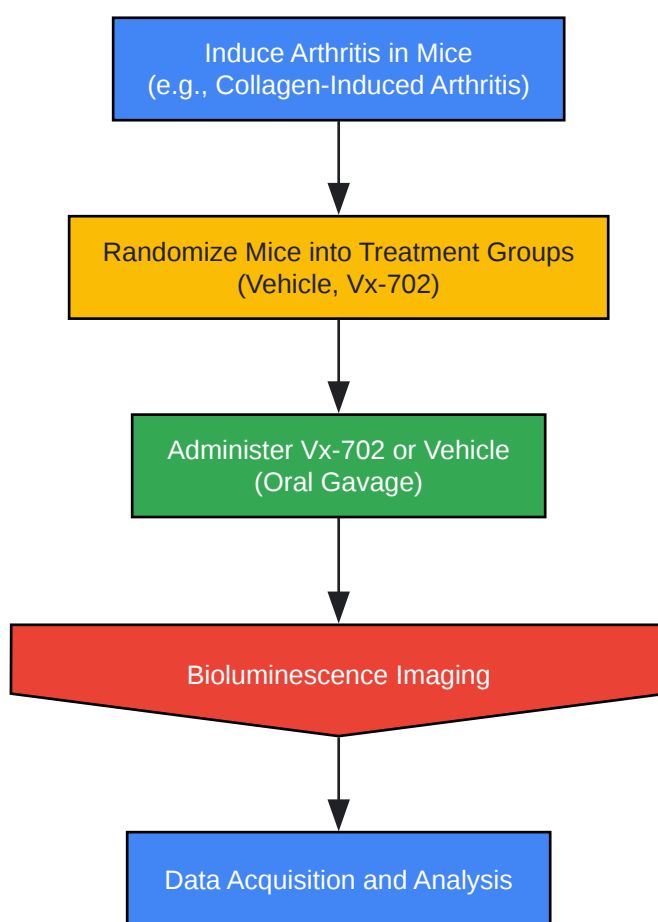 Induce Arthritis in Mice
(e.g., Collagen-Induced Arthritis)
Randomize Mice into Treatment Groups
(Vehicle, Vx-702)
Administer Vx-702 or Vehicle
(Oral Gavage)
Bioluminescence Imaging
Data Acquisition and Analysis